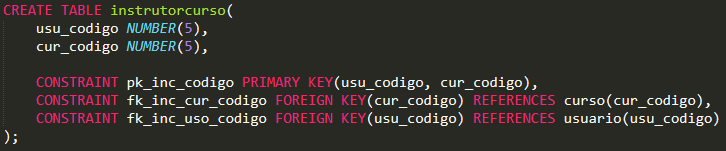 CREATE TABLE instrutorcurso(
    usu_codigo NUMBER(5),
    cur_codigo NUMBER(5),

    CONSTRAINT pk_inc_codigo PRIMARY KEY(usu_codigo, cur_codigo),
    CONSTRAINT fk_inc_cur_codigo FOREIGN KEY(cur_codigo) REFERENCES curso(cur_codigo),
    CONSTRAINT fk_inc_uso_codigo FOREIGN KEY(usu_codigo) REFERENCES usuario(usu_codigo)
);